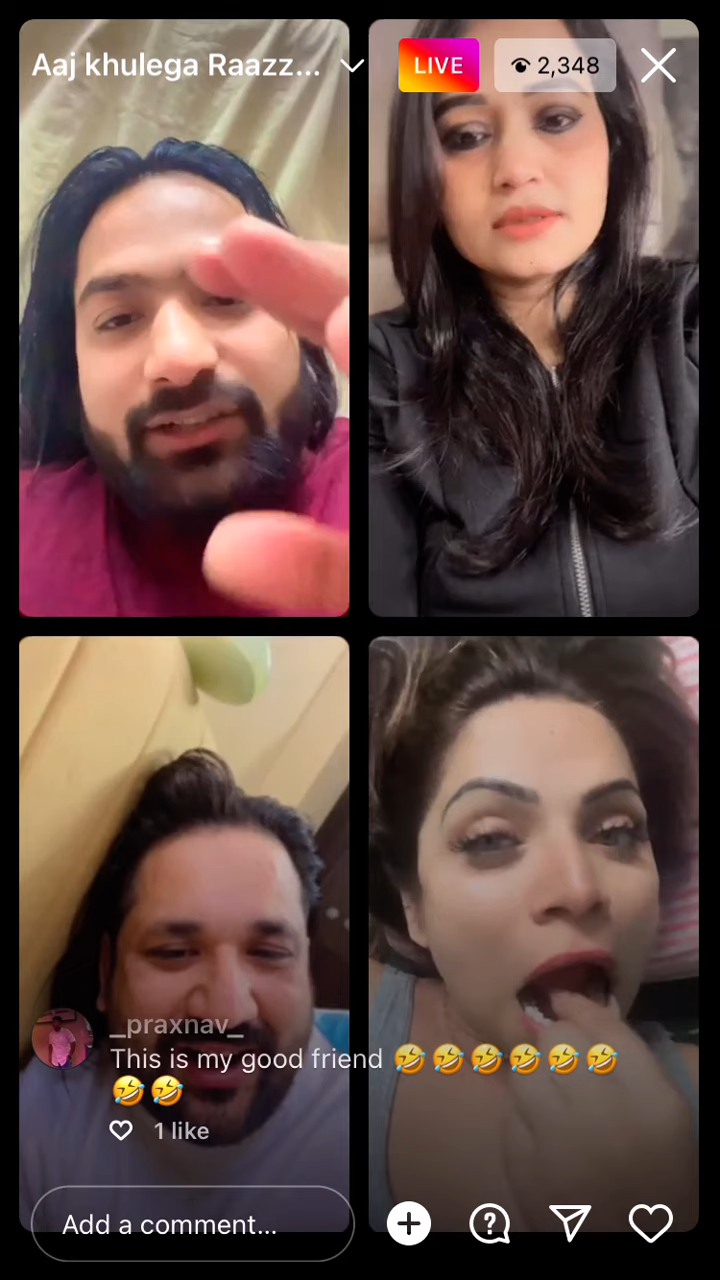 Aaj khulega Raazz...
LIVE
2,348
_praxnav_
This is my good friend 🤣🤣🤣🤣🤣🤣
🤣🤣
1 like
Add a comment...